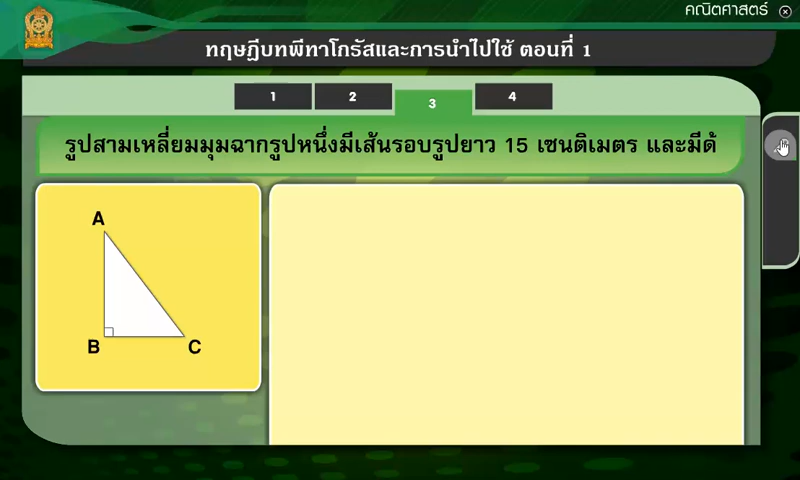 คณิตศาสตร์
ทฤษฎีบทพีทาโกรัสและการนำไปใช้ ตอนที่ 1
1 2 3 4
รูปสามเหลี่ยมมุมฉากรูปหนึ่งมีเส้นรอบรูปยาว 15 เซนติเมตร และมีด้
A
B C